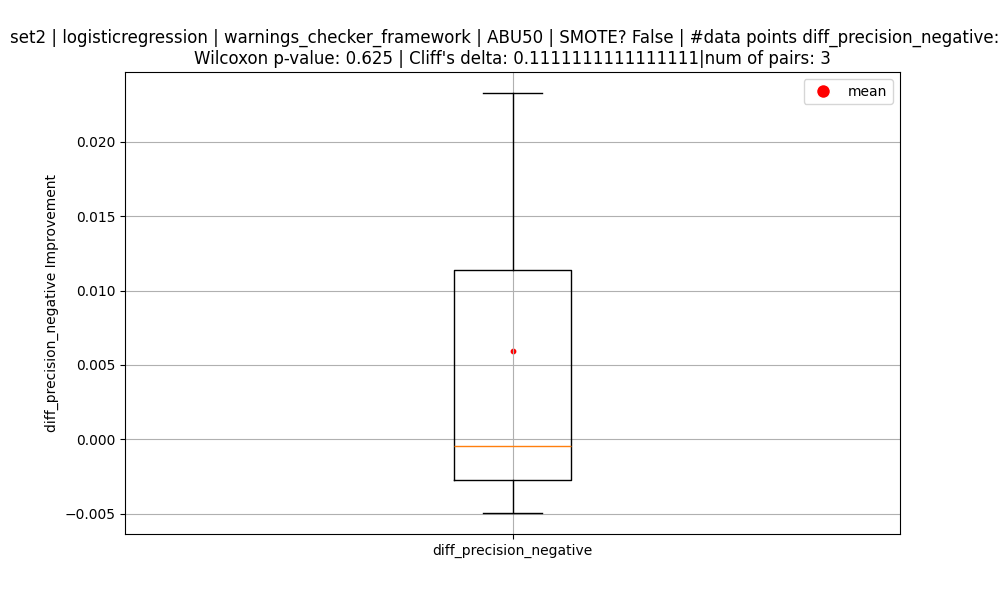 set2 | logisticregression | warnings_checker_framework | ABU50 | SMOTE? False | #data points diff_precision_negative:
Wilcoxon p-value: 0.625 | Cliff's delta: 0.1111111111111111|num of pairs: 3
mean
0.020
0.015
0.010
0.005
0.000
−0.005
diff_precision_negative Improvement
diff_precision_negative